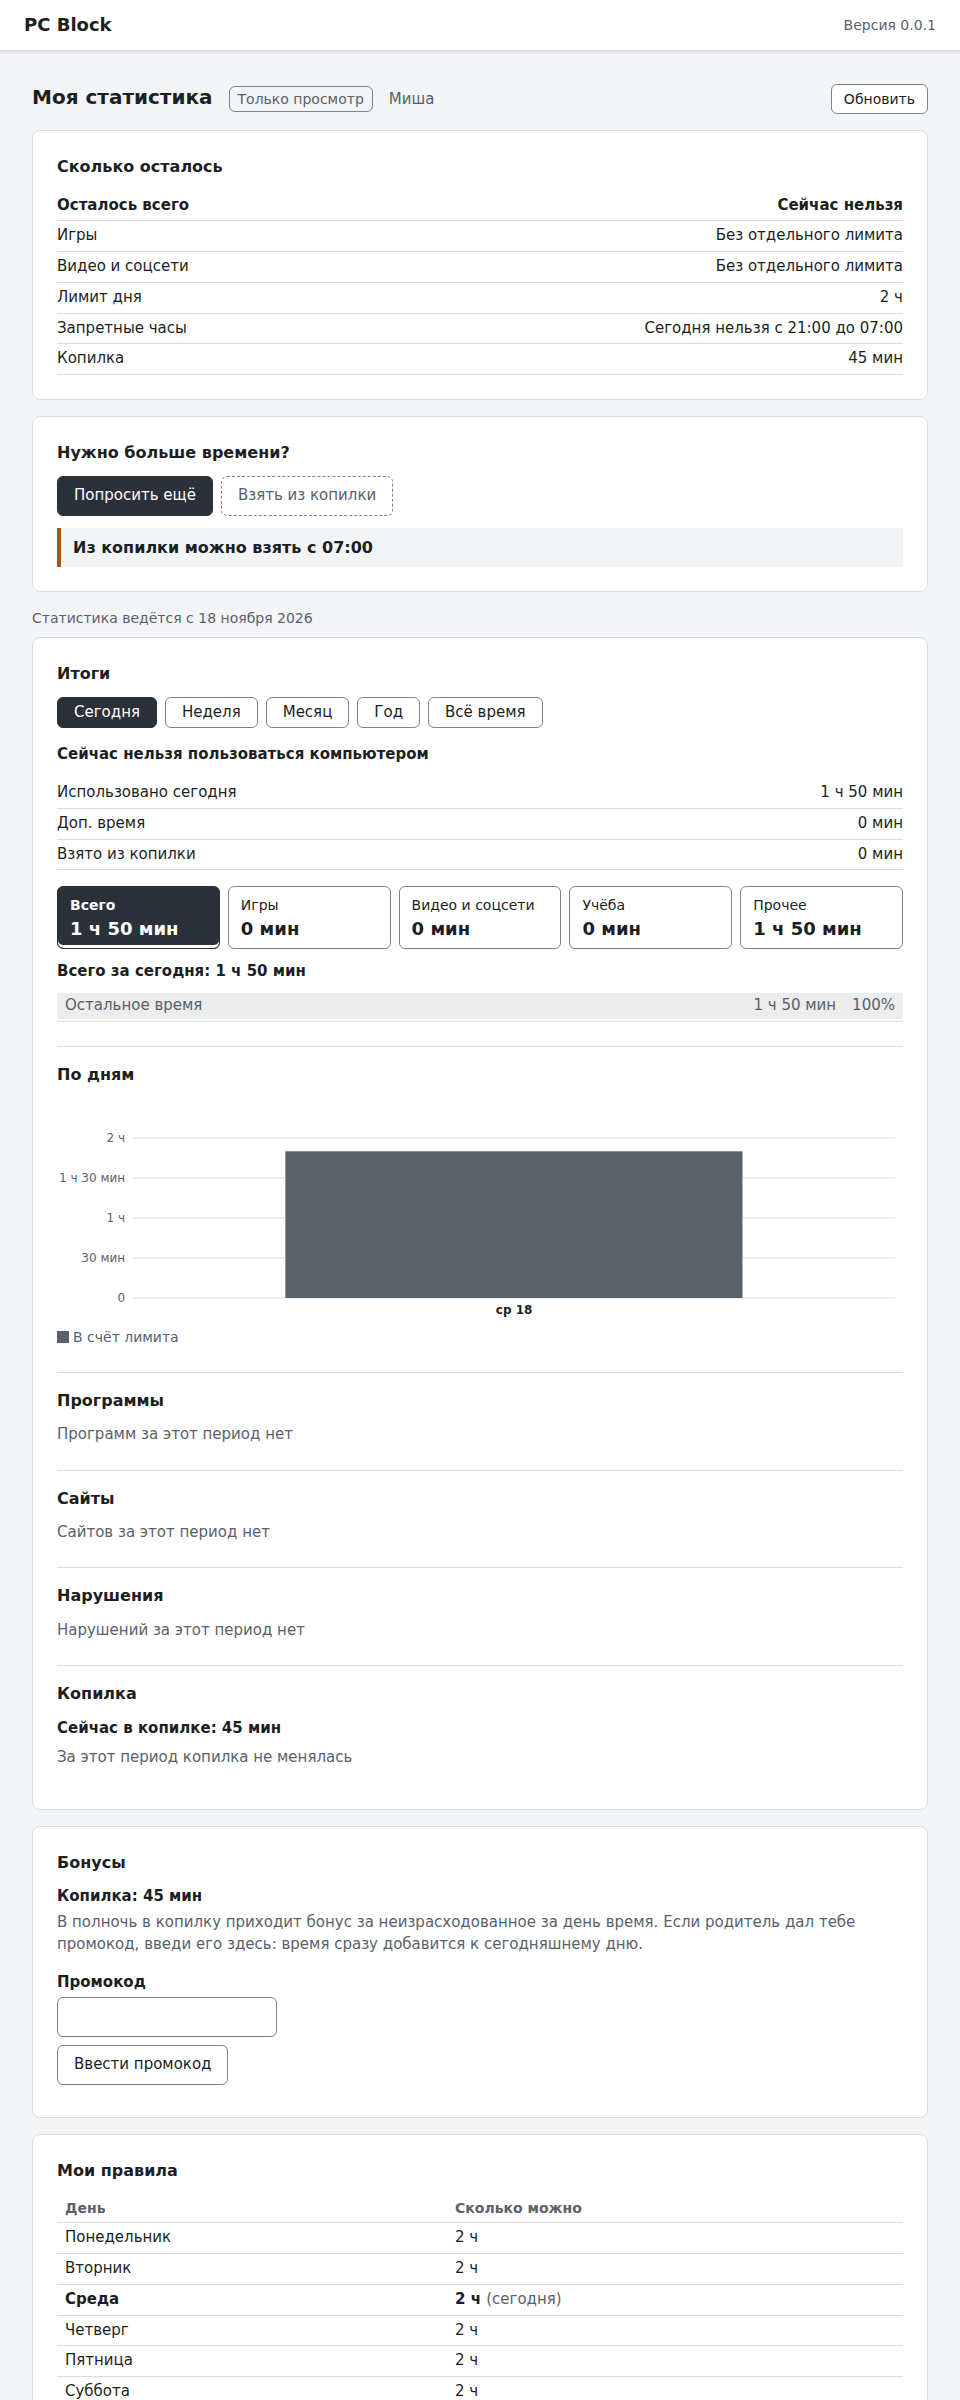 PC Block
Версия 0.0.1
Моя статистика
Только просмотр
Миша
Обновить
Сколько осталось
Осталось всего
Сейчас нельзя
Игры
Без отдельного лимита
Видео и соцсети
Без отдельного лимита
Лимит дня
2 ч
Запретные часы
Сегодня нельзя с 21:00 до 07:00
Копилка
45 мин
Нужно больше времени?
Попросить ещё
Взять из копилки
Из копилки можно взять с 07:00
Статистика ведётся с 18 ноября 2026
Итоги
Сегодня
Неделя
Месяц
Год
Всё время
Сейчас нельзя пользоваться компьютером
Использовано сегодня
1 ч 50 мин
Доп. время
0 мин
Взято из копилки
0 мин
Всего
1 ч 50 мин
Игры
0 мин
Видео и соцсети
0 мин
Учёба
0 мин
Прочее
1 ч 50 мин
Всего за сегодня: 1 ч 50 мин
Остальное время
1 ч 50 мин
100%
По дням
2 ч
1 ч 30 мин
1 ч
30 мин
0
ср 18
В счёт лимита
Программы
Программ за этот период нет
Сайты
Сайтов за этот период нет
Нарушения
Нарушений за этот период нет
Копилка
Сейчас в копилке: 45 мин
За этот период копилка не менялась
Бонусы
Копилка: 45 мин
В полночь в копилку приходит бонус за неизрасходованное за день время. Если родитель дал тебе
промокод, введи его здесь: время сразу добавится к сегодняшнему дню.
Промокод
Ввести промокод
Мои правила
День
Сколько можно
Понедельник
2 ч
Вторник
2 ч
Среда
2 ч (сегодня)
Четверг
2 ч
Пятница
2 ч
Суббота
2 ч